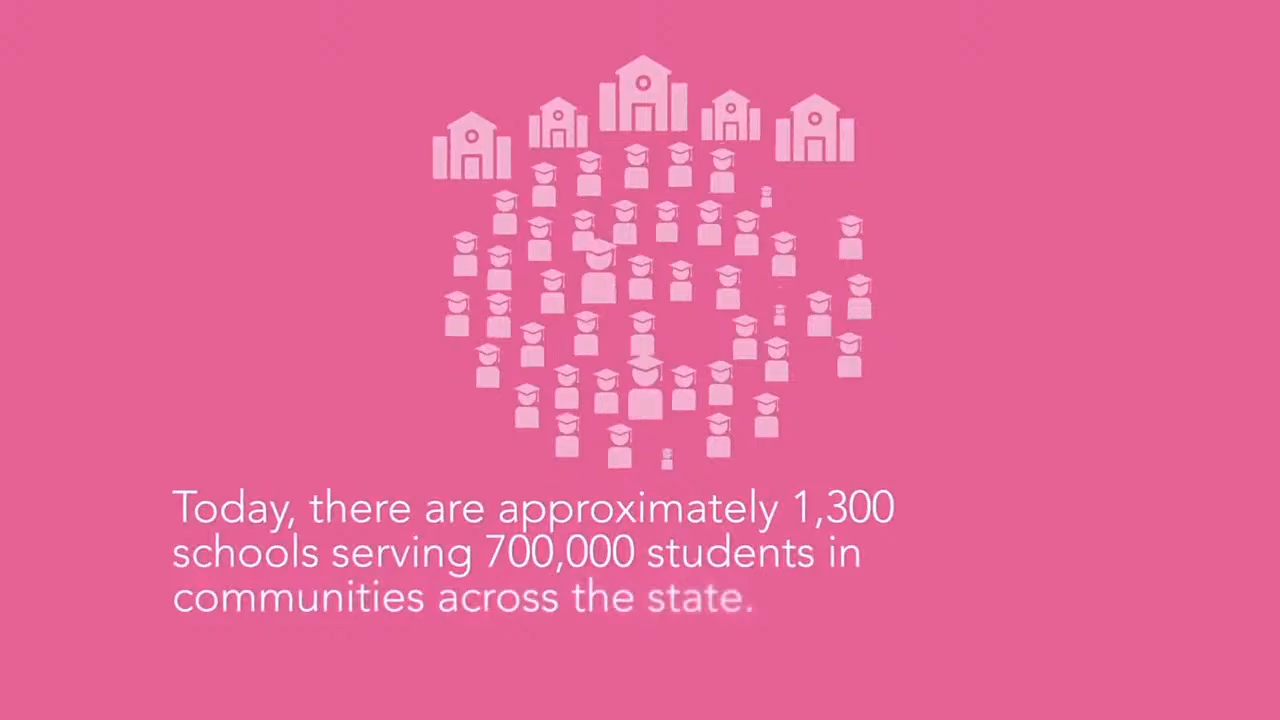 Today, there are approximately 1,300
schools serving 700,000 students in
communities across the state.